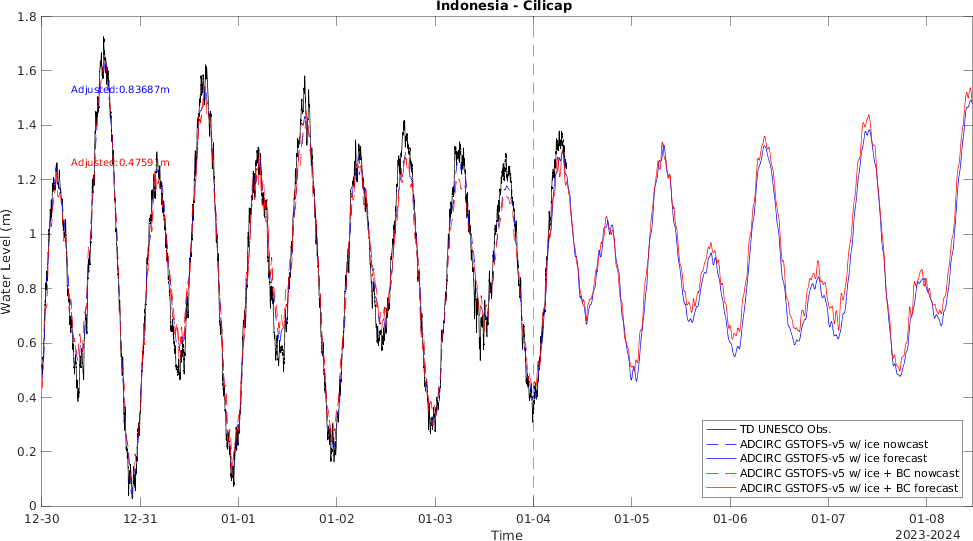 Indonesia - Cilicap
Water Level (m)
1.8
1.6
1.4
1.2
1
0.8
0.6
0.4
0.2
0
Adjusted:0.83687m
Adjusted:0.47591m
TD UNESCO Obs.
ADCIRC GSTOFS-v5 w/ ice nowcast
ADCIRC GSTOFS-v5 w/ ice forecast
ADCIRC GSTOFS-v5 w/ ice + BC nowcast
ADCIRC GSTOFS-v5 w/ ice + BC forecast
12-30 12-31 01-01 01-02 01-03 01-04 01-05 01-06 01-07 01-08
Time
2023-2024